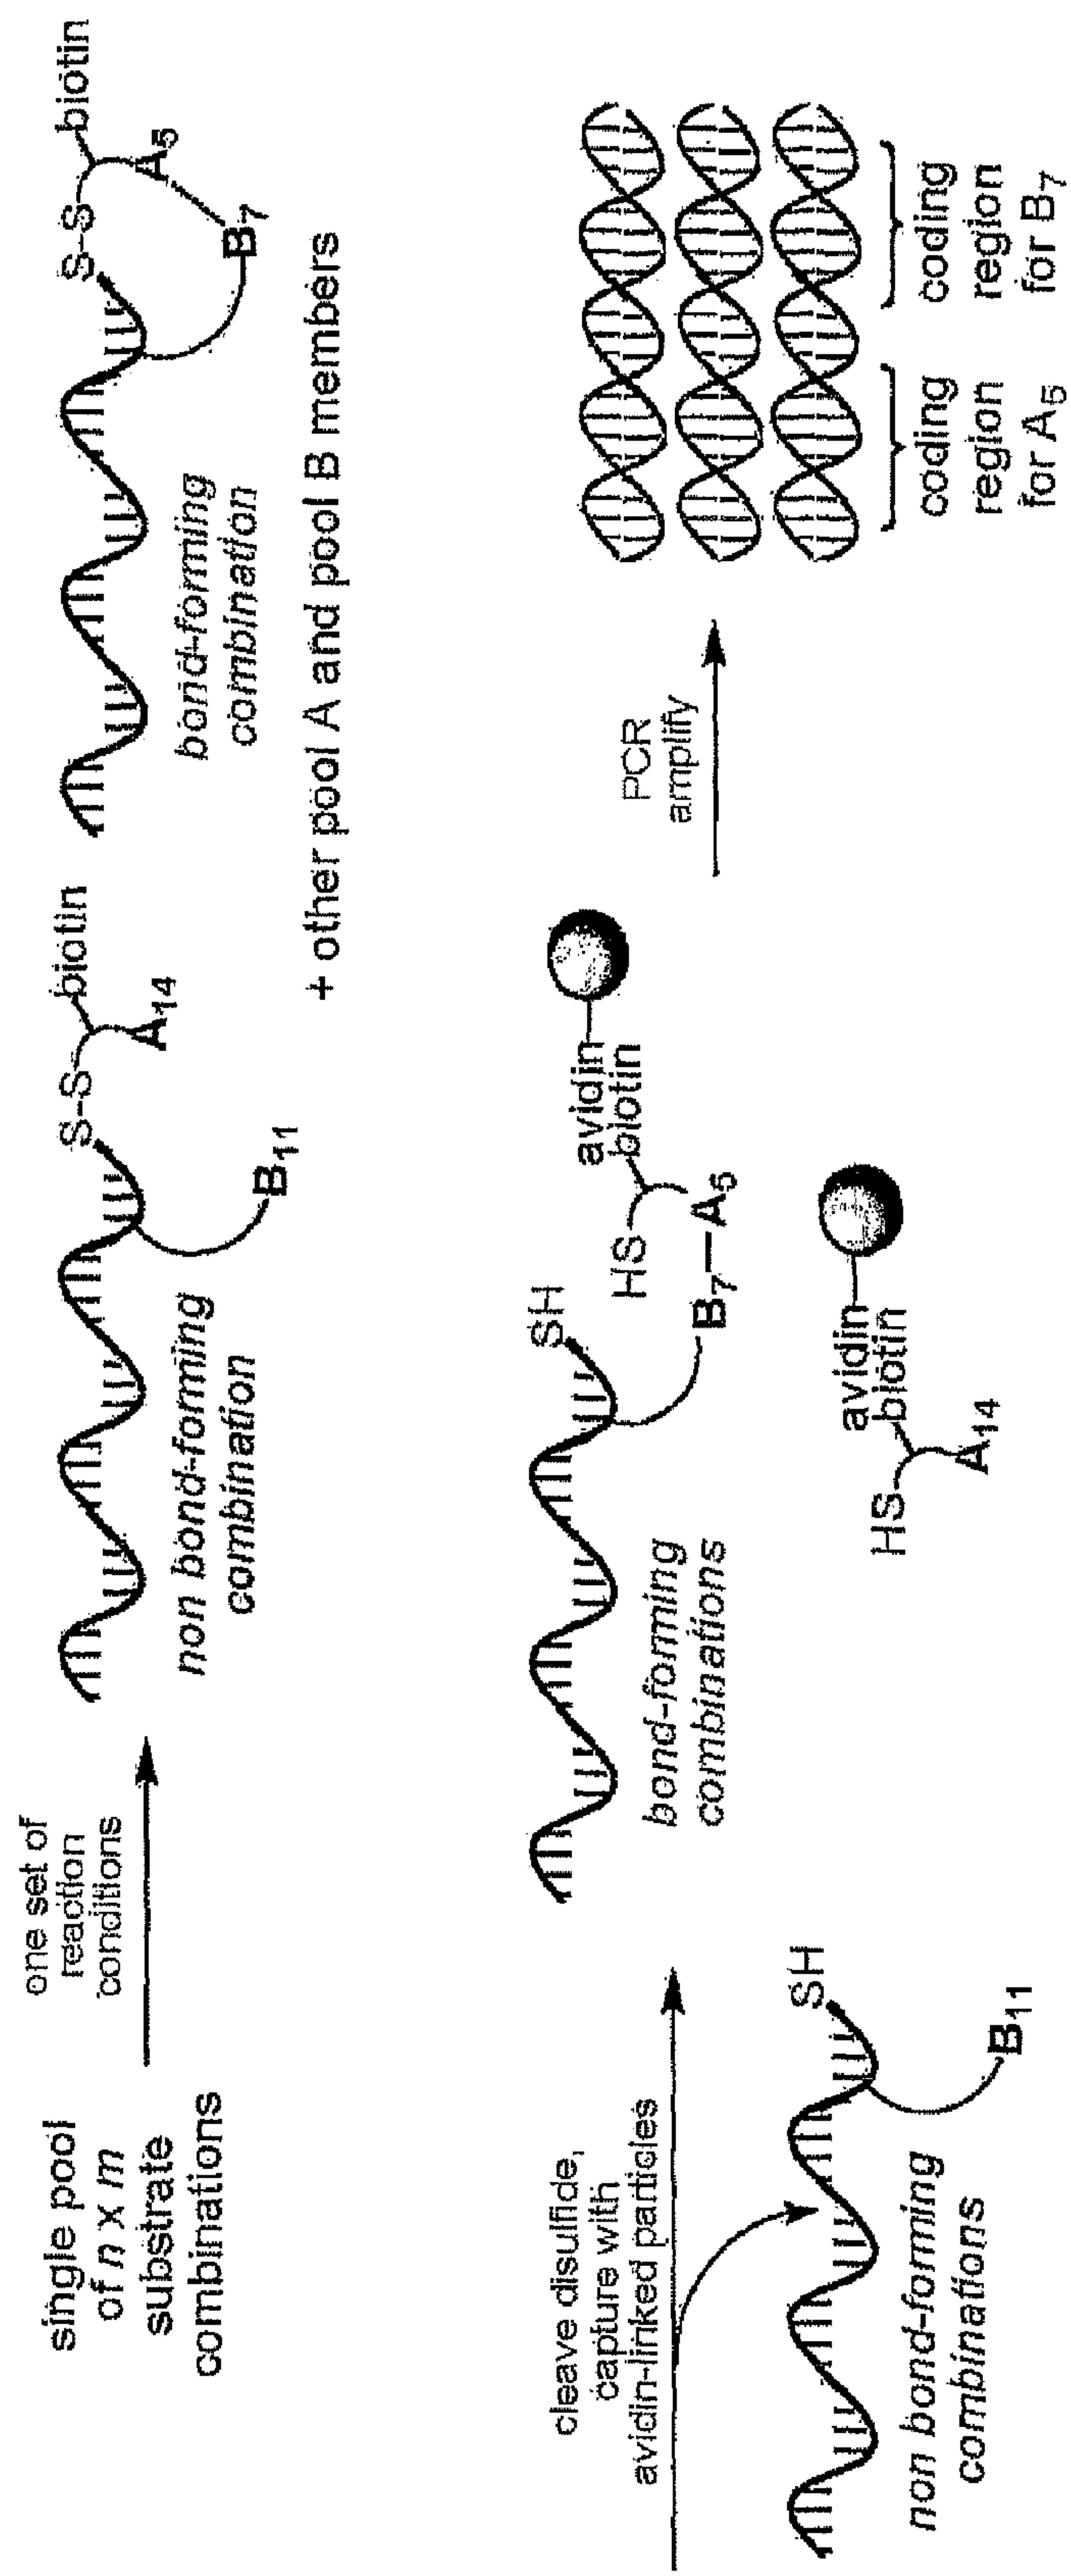 single pool
of n x m
substrate
combinations
one set of
reaction
conditions
S-S
biotin
A14
B11
non bond-forming
combination
S-S
biotin
A5
B7
bond-forming
combination
+ other pool A and pool B members
cleave disulfide,
capture with
avidin-linked particles
SH
B11
non bond-forming
combinations
SH
HS
avidin
biotin
B7—A5
bond-forming
combinations
HS
avidin
biotin
A14
PCR
amplify
coding
region
for A5
coding
region
for B7